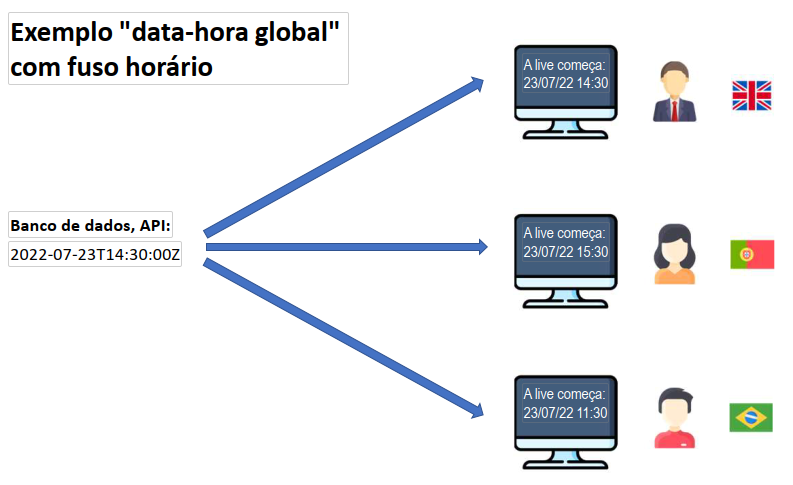 Exemplo "data-hora global"
com fuso horário
A live começa:
23/07/22 14:30
Banco de dados, API:
2022-07-23T14:30:00Z
A live começa:
23/07/22 15:30
A live começa:
23/07/22 11:30